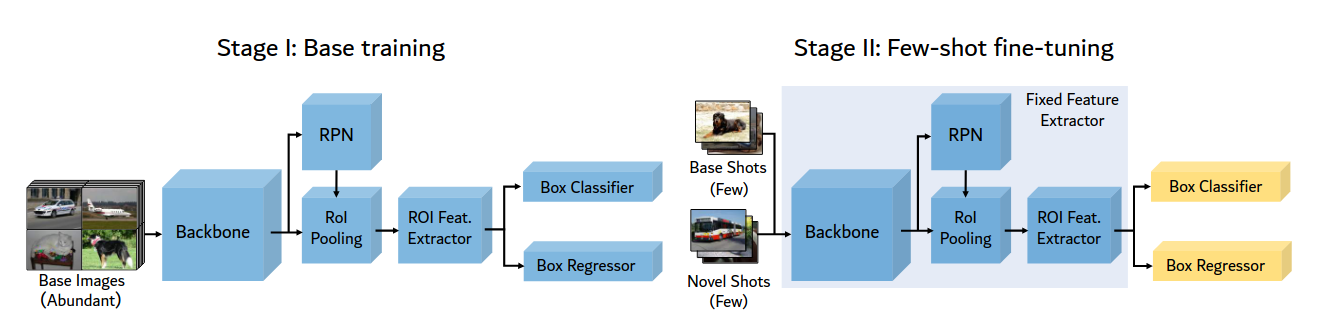 Stage I: Base training
RPN
Backbone
RoI
Pooling
ROI Feat.
Extractor
Box Classifier
Box Regressor
Base Images
(Abundant)
Stage II: Few-shot fine-tuning
Fixed Feature
Extractor
RPN
Base Shots
(Few)
Backbone
RoI
Pooling
ROI Feat.
Extractor
Box Classifier
Box Regressor
Novel Shots
(Few)